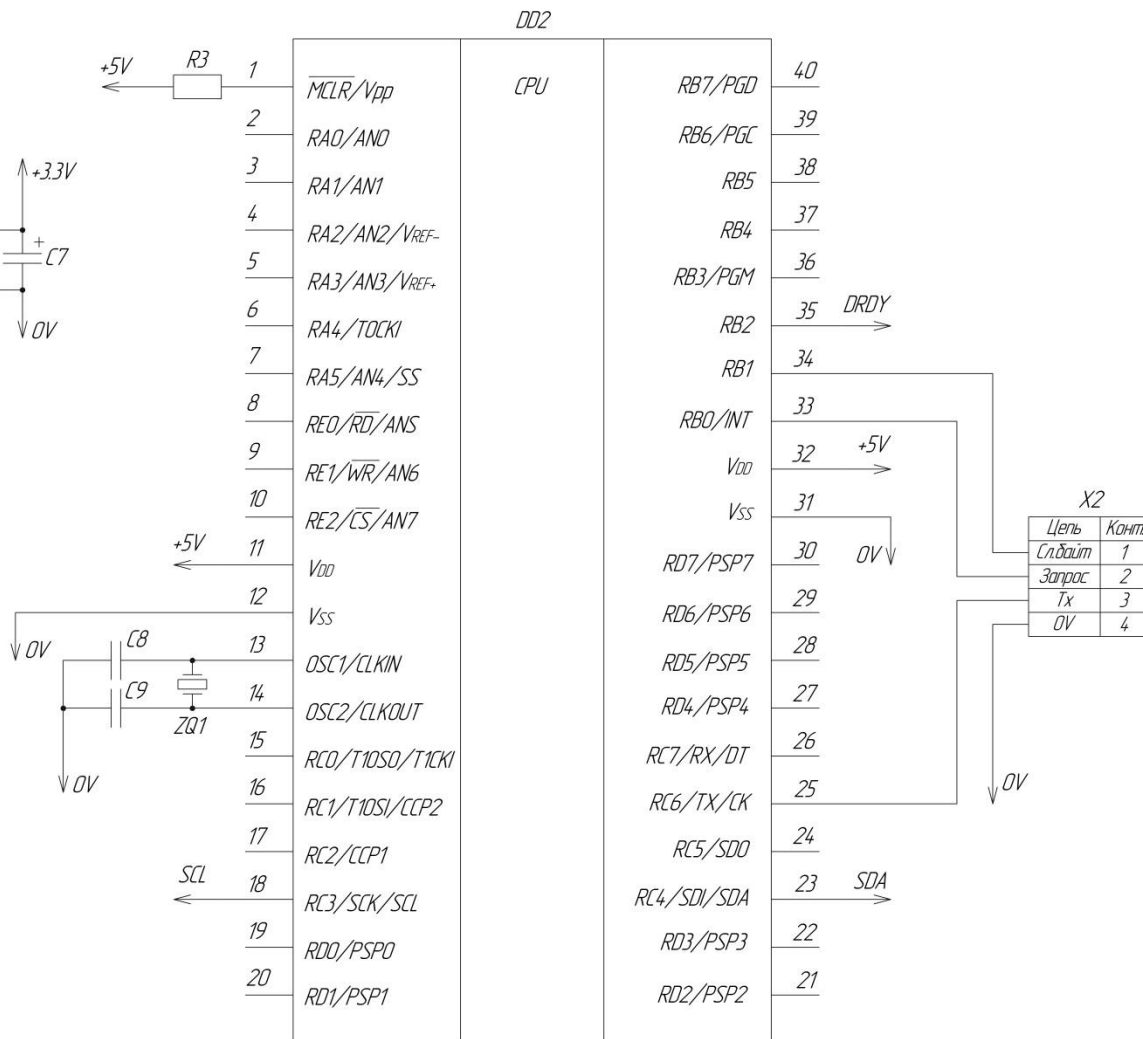 DD2
CPU
+5V R3 1 MCLR/Vpp
2 RA0/AN0
3 RA1/AN1
4 RA2/AN2/VREF-
5 RA3/AN3/VREF+
6 RA4/TOCKI
7 RA5/AN4/SS
8 RE0/RD/ANS
9 RE1/WR/AN6
10 RE2/CS/AN7
+5V 11 VDD
12 VSS
0V
C8 13 OSC1/CLKIN
C9 14 OSC2/CLKOUT
ZQ1
0V
15 RC0/T1OSO/T1CKI
16 RC1/T1OSI/CCP2
17 RC2/CCP1
SCL 18 RC3/SCK/SCL
19 RD0/PSP0
20 RD1/PSP1
+3.3V
+
C7
0V
RB7/PGD 40
RB6/PGC 39
RB5 38
RB4 37
RB3/PGM 36
RB2 35 DRDY
RB1 34
RB0/INT 33
VDD 32 +5V
VSS 31
0V
RD7/PSP7 30
RD6/PSP6 29
RD5/PSP5 28
RD4/PSP4 27
RC7/RX/DT 26
RC6/TX/CK 25
RC5/SDO 24
RC4/SDI/SDA 23 SDA
RD3/PSP3 22
RD2/PSP2 21
X2
Цепь Конт
Сл.байт 1
Запрос 2
Tx 3
0V 4
0V